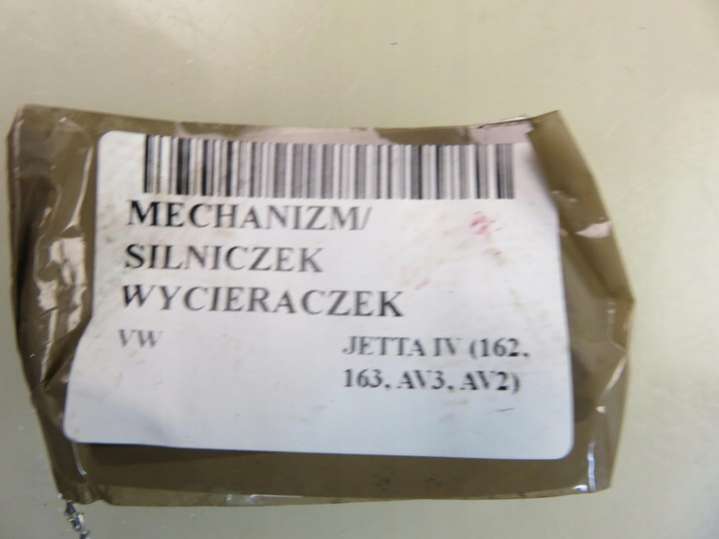 MECHANIZM/
SILNICZEK
WYCIERACZEK
VW JETTA IV (162,
163, AV3, AV2)